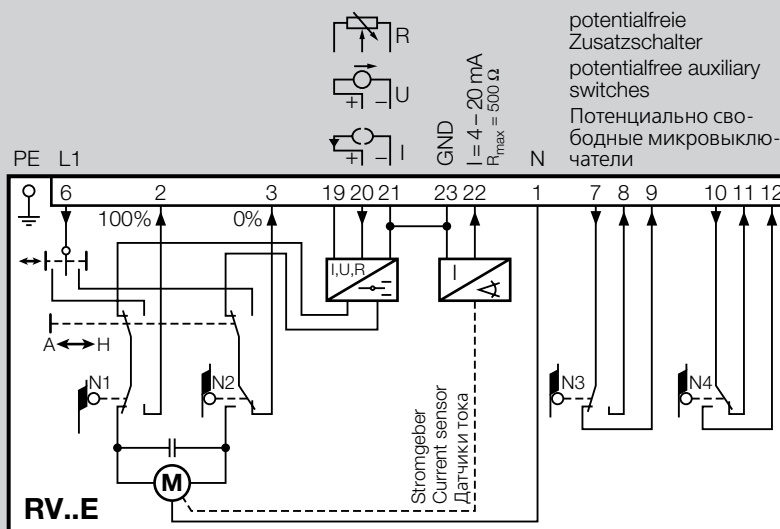 R
potentialfreie
Zusatzschalter
+ – U
potentialfree auxiliary
switches
+ – I
GND
I = 4 – 20 mA
Rmax = 500 Ω
Потенциально сво-
бодные микровыклю-
чатели
PE L1 N
6 2 3 19 20 21 23 22 1 7 8 9 10 11 12
100% 0%
I,U,R
I
A H
N1 N2 N3 N4
Stromgeber
Current sensor
Датчики тока
M
RV..E